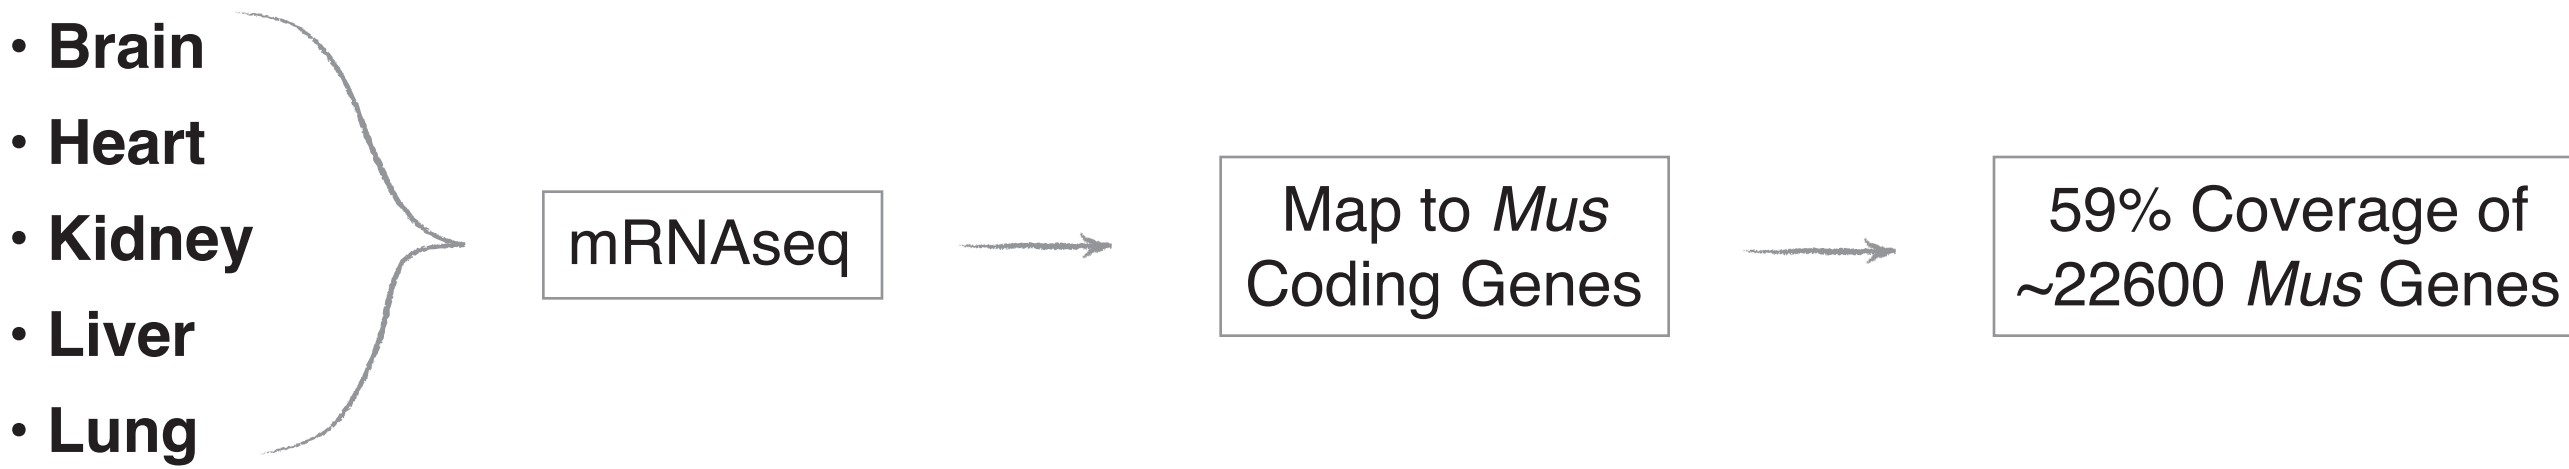 • Brain
• Heart
• Kidney
• Liver
• Lung
mRNAseq
Map to Mus
Coding Genes
59% Coverage of
~22600 Mus Genes